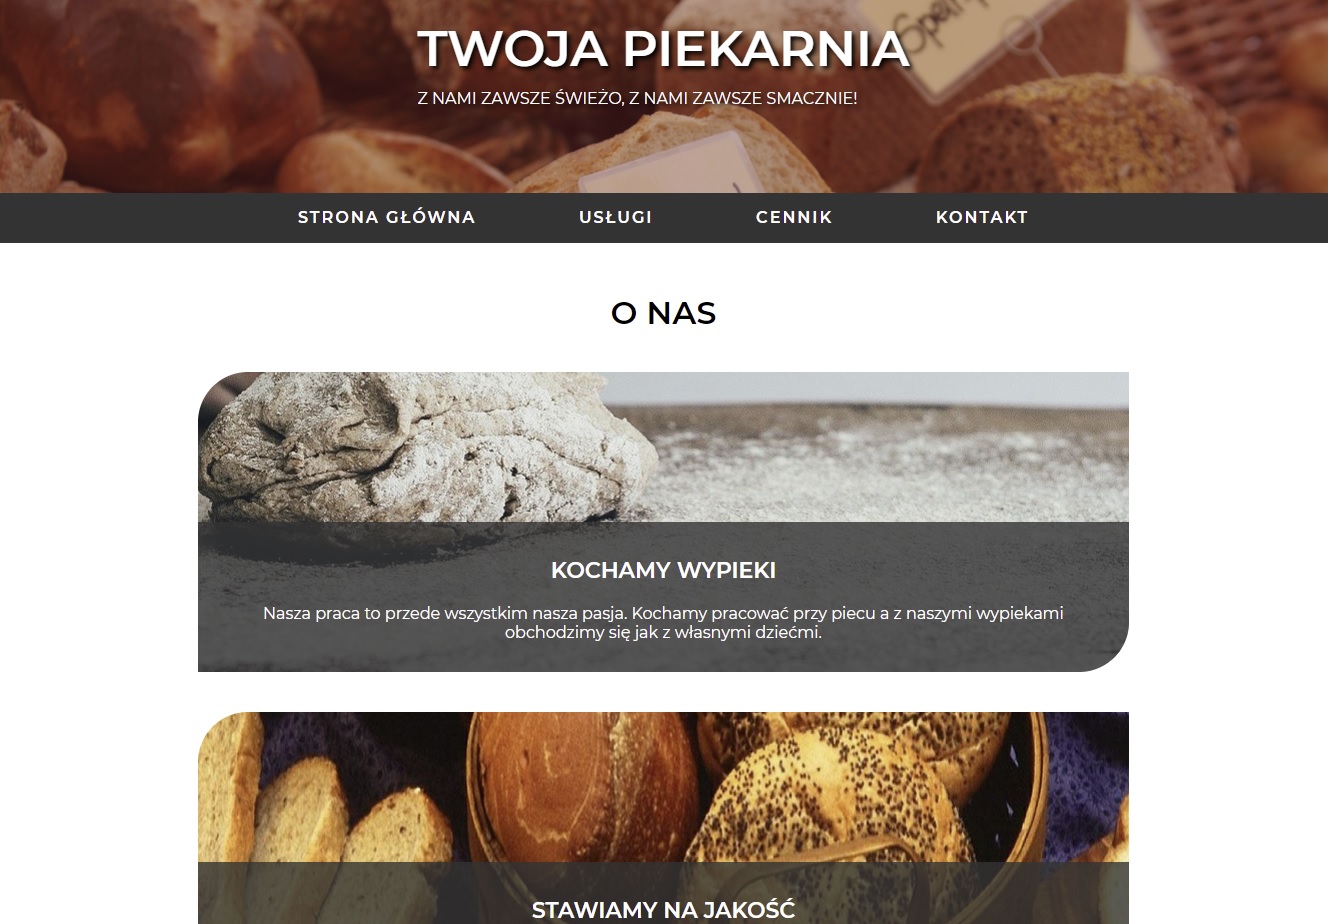 TWOJA PIEKARNIA
Z NAMI ZAWSZE ŚWIEŻO, Z NAMI ZAWSZE SMACZNIE!
STRONA GŁÓWNA USŁUGI CENNIK KONTAKT
O NAS
KOCHAMY WYPIEKI
Nasza praca to przede wszystkim nasza pasja. Kochamy pracować przy piecu a z naszymi wypiekami
obchodzimy się jak z własnymi dziećmi.
STAWIAMY NA JAKOŚĆ